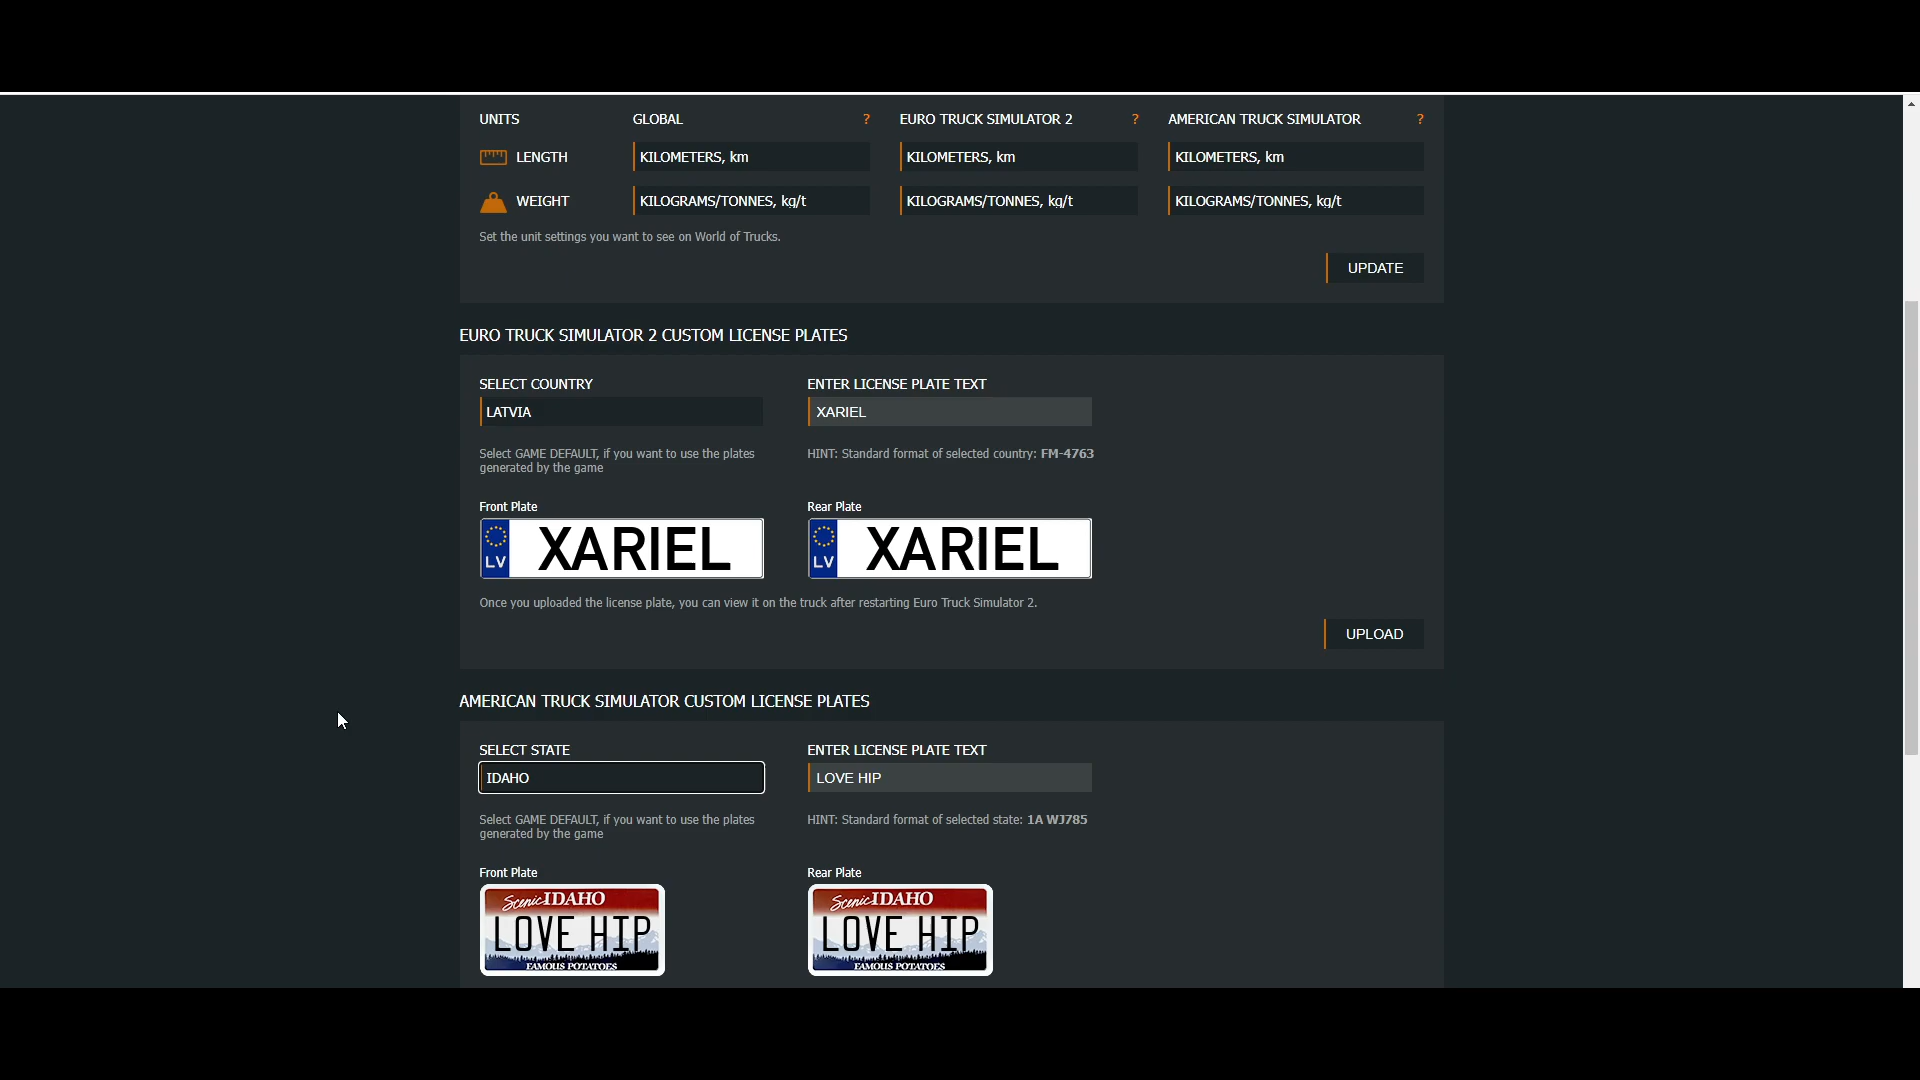 UNITS GLOBAL ? EURO TRUCK SIMULATOR 2 ? AMERICAN TRUCK SIMULATOR ?
LENGTH KILOMETERS, km KILOMETERS, km KILOMETERS, km
WEIGHT KILOGRAMS/TONNES, kg/t KILOGRAMS/TONNES, kg/t KILOGRAMS/TONNES, kg/t
Set the unit settings you want to see on World of Trucks.
UPDATE
EURO TRUCK SIMULATOR 2 CUSTOM LICENSE PLATES
SELECT COUNTRY ENTER LICENSE PLATE TEXT
LATVIA XARIEL
Select GAME DEFAULT, if you want to use the plates HINT: Standard format of selected country: FM-4763
generated by the game
Front Plate Rear Plate
LV XARIEL LV XARIEL
Once you uploaded the license plate, you can view it on the truck after restarting Euro Truck Simulator 2.
UPLOAD
AMERICAN TRUCK SIMULATOR CUSTOM LICENSE PLATES
SELECT STATE ENTER LICENSE PLATE TEXT
IDAHO LOVE HIP
Select GAME DEFAULT, if you want to use the plates HINT: Standard format of selected state: 1A WJ785
generated by the game
Front Plate Rear Plate
Scenic IDAHO Scenic IDAHO
LOVE HIP LOVE HIP
FAMOUS POTATOES FAMOUS POTATOES